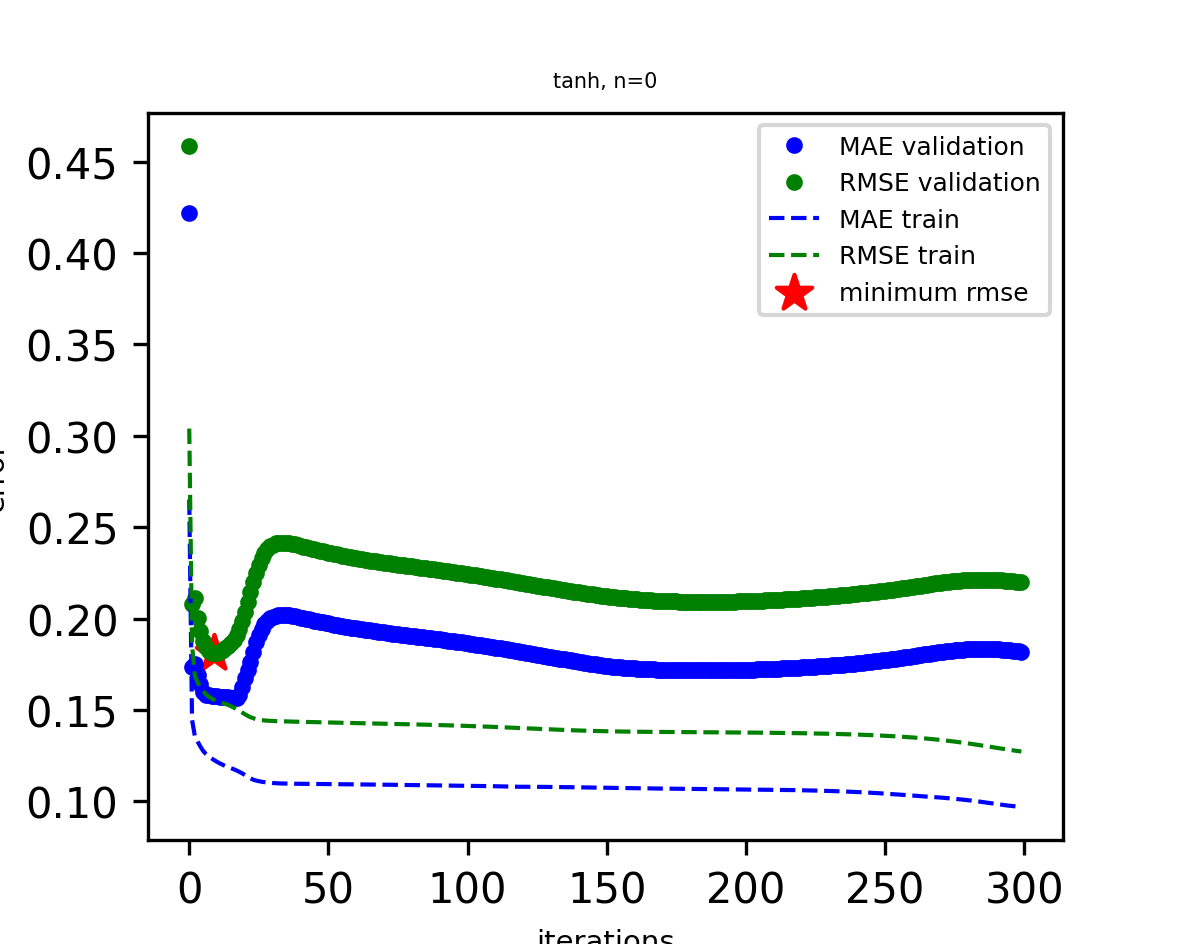 tanh, n=0
0.45
0.40
0.35
0.30
0.25
0.20
0.15
0.10
MAE validation
RMSE validation
MAE train
RMSE train
minimum rmse
0 50 100 150 200 250 300
iterations